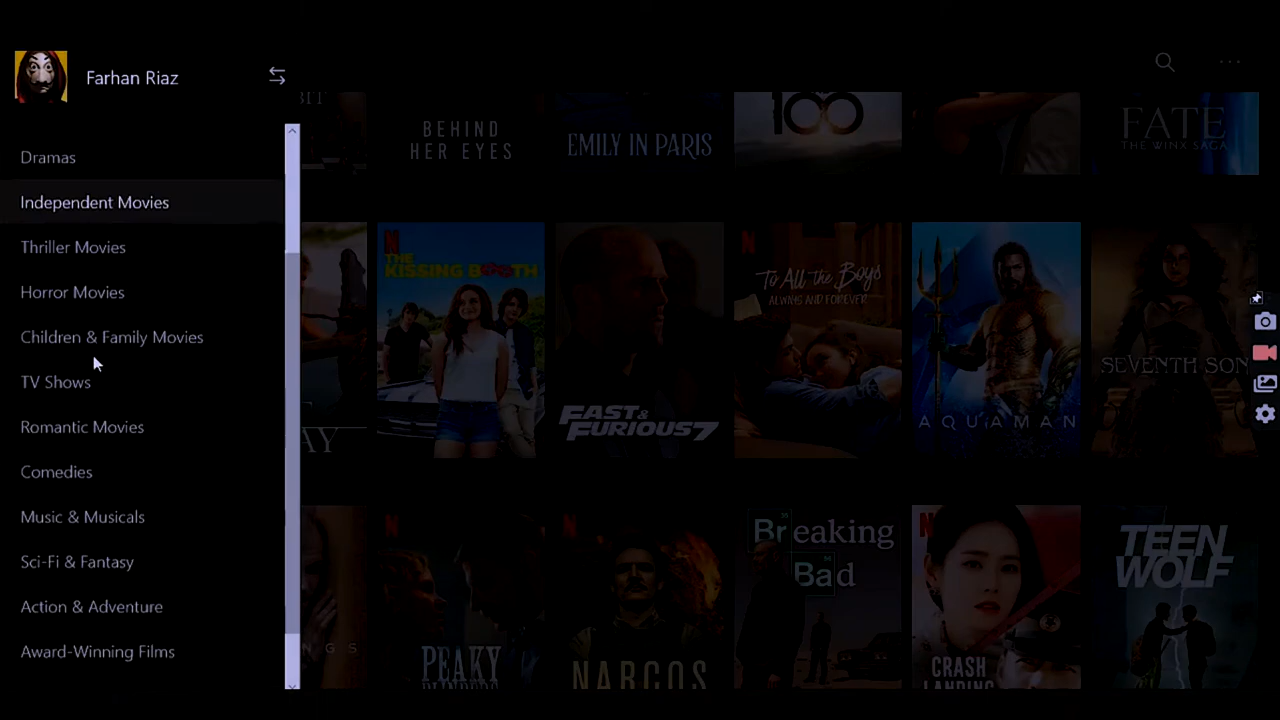 Farhan Riaz
Dramas
Independent Movies
Thriller Movies
Horror Movies
Children & Family Movies
TV Shows
Romantic Movies
Comedies
Music & Musicals
Sci-Fi & Fantasy
Action & Adventure
Award-Winning Films
BEHIND
HER EYES
EMILY IN PARIS
100
FATE
THE WINX SAGA
THE
KISSING BOOTH
FAST &
FURIOUS 7
To All the Boys
ALWAYS AND FOREVER
AQUAMAN
SEVENTH SON
PEAKY
BLINDERS
NARCOS
Breaking
Bad
CRASH
LANDING
TEEN
WOLF